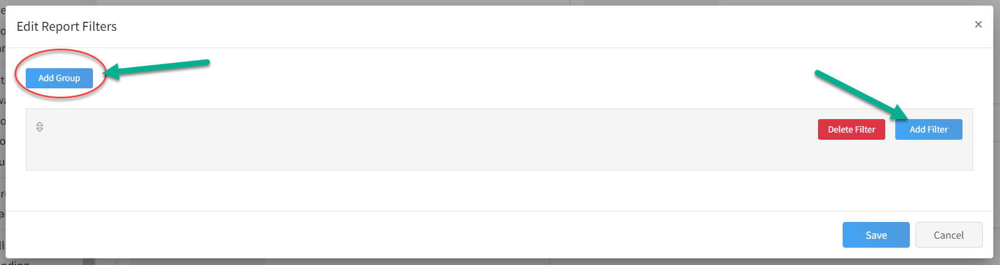 Edit Report Filters
×
Add Group
Delete Filter Add Filter
Save Cancel